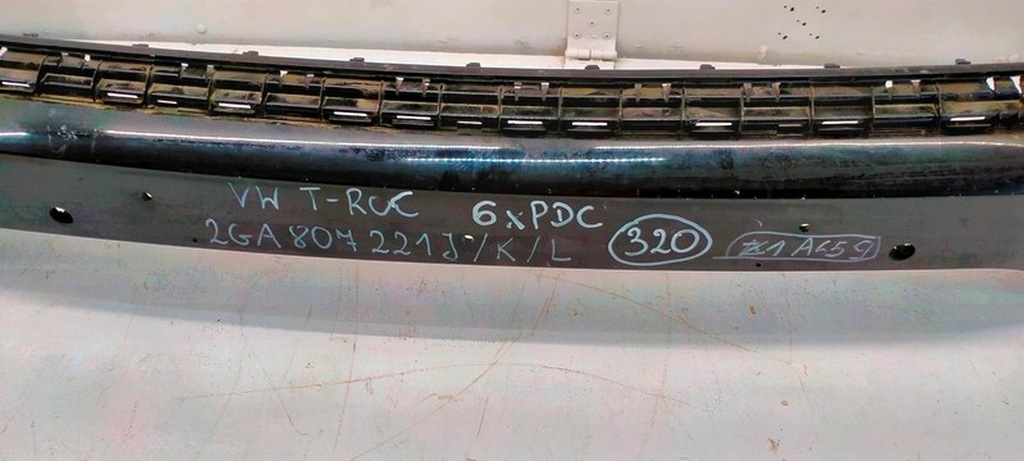 VW T-ROC 6xPDC
2GA 807 221 J/K/L 320